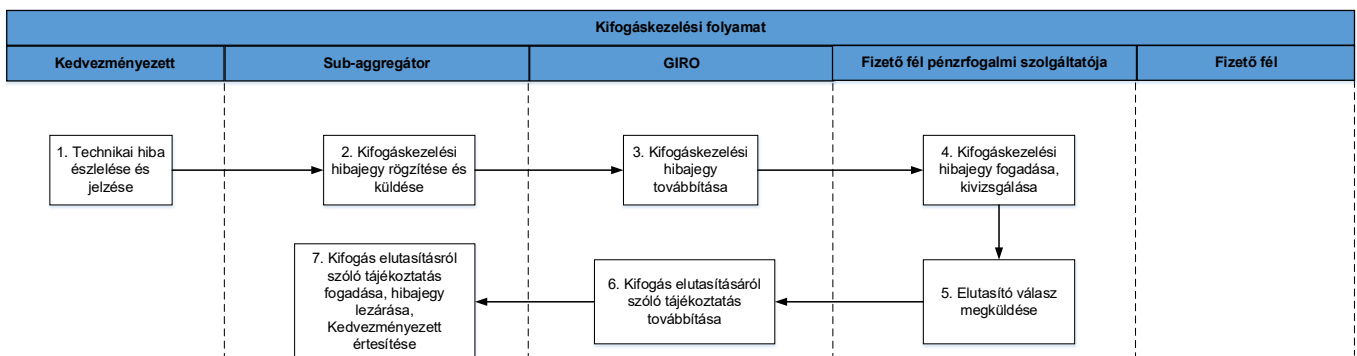 Kifogáskezelési folyamat
Kedvezményezett
Sub-aggregátor
GIRO
Fizető fél pénzrfogalmi szolgáltatója
Fizető fél
1. Technikai hiba
észlelése és
jelzése
2. Kifogáskezelési
hibajegy rögzítése és
küldése
3. Kifogáskezelési
hibajegy
továbbítása
4. Kifogáskezelési
hibajegy fogadása,
kivizsgálása
7. Kifogás elutasításról
szóló tájékoztatás
fogadása, hibajegy
lezárása,
Kedvezményezett
értesítése
6. Kifogás elutasításáról
szóló tájékoztatás
továbbítása
5. Elutasító válasz
megküldése